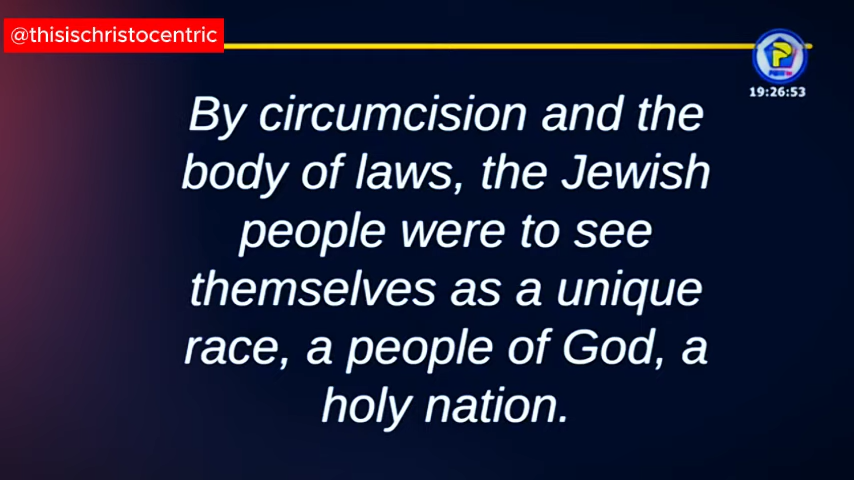 @thisischristocentric
19:26:53
By circumcision and the
body of laws, the Jewish
people were to see
themselves as a unique
race, a people of God, a
holy nation.